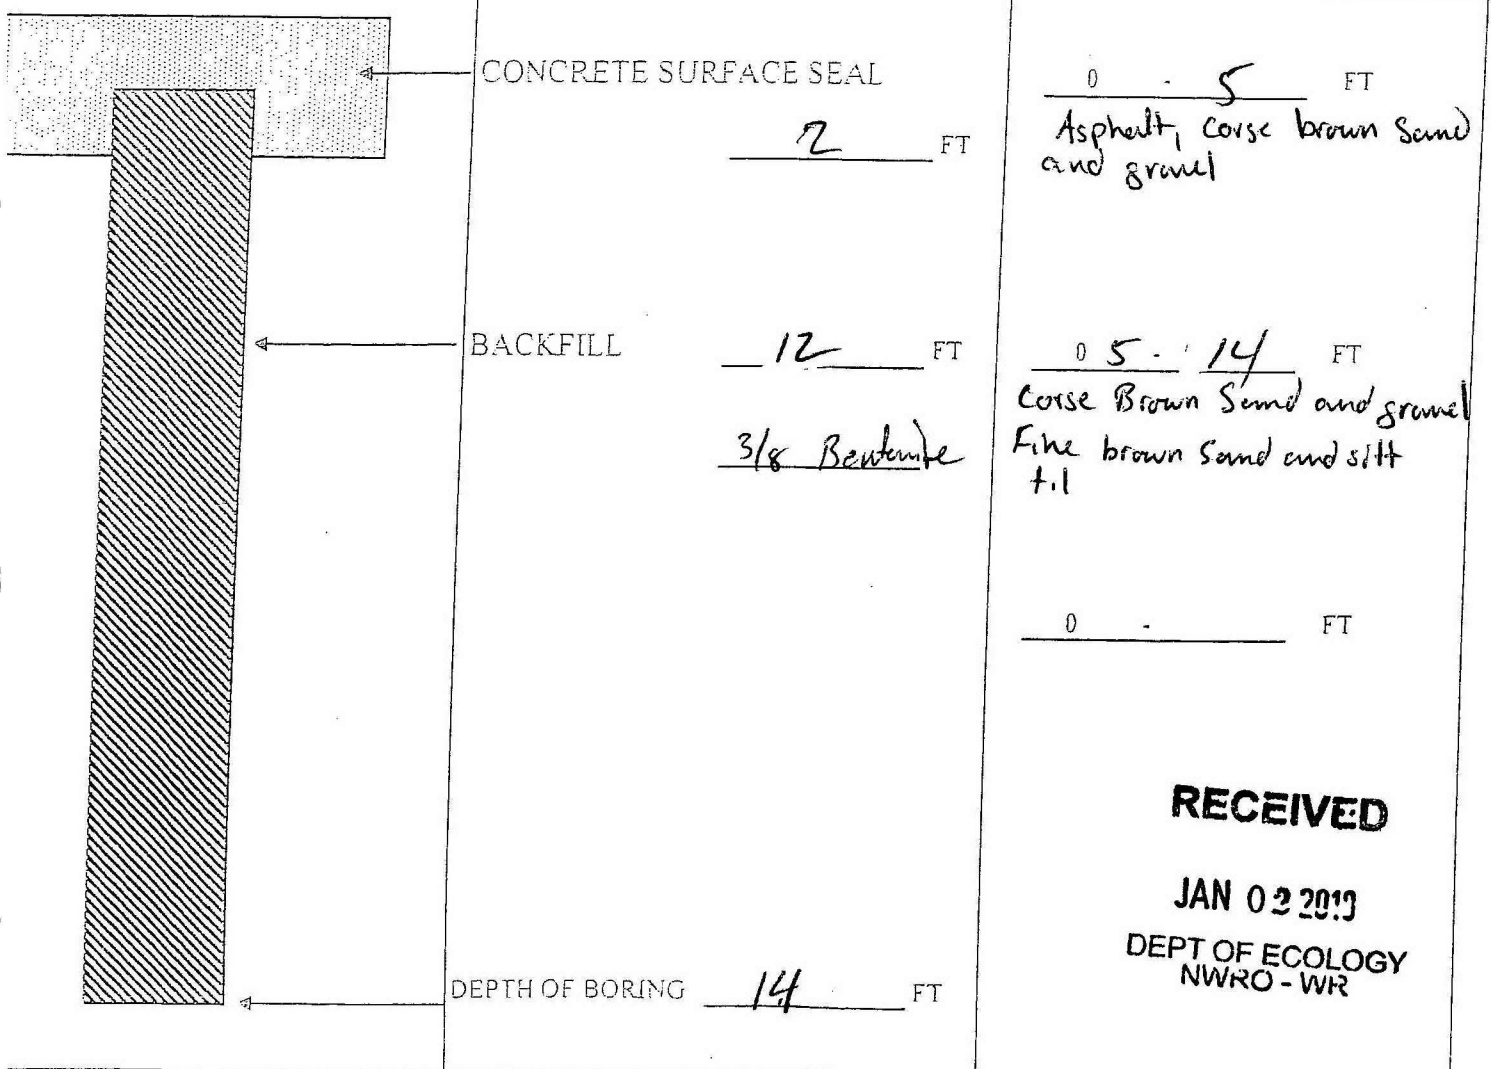 CONCRETE SURFACE SEAL
2 FT
0 - 5 FT
Asphalt, Corse brown Sand
and gravel
BACKFILL 12 FT
3/8 Bentonite
0 5 - 14 FT
Corse Brown Sand and gravel
Fine brown Sand and silt
til
0 - FT
RECEIVED
JAN 02
DEPT OF ECOLOGY
NWRO - WR
DEPTH OF BORING 14 FT